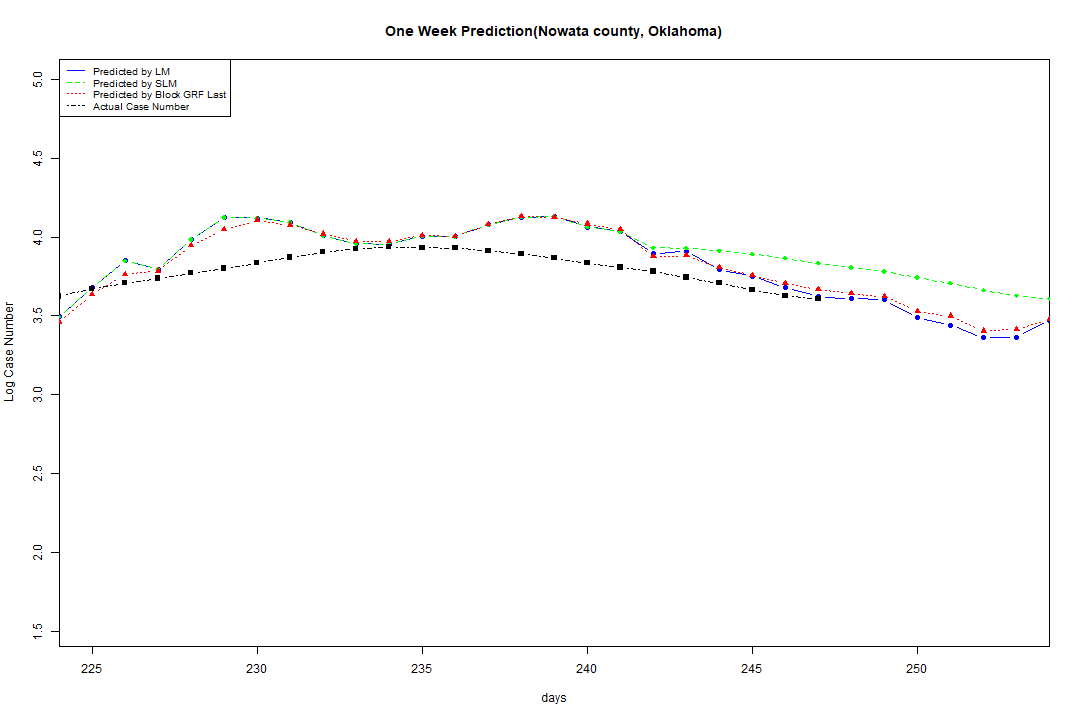 One Week Prediction(Nowata county, Oklahoma)
Predicted by LM
Predicted by SLM
Predicted by Block GRF Last
Actual Case Number
5.0
4.5
4.0
3.5
3.0
2.5
2.0
1.5
Log Case Number
225 230 235 240 245 250
days